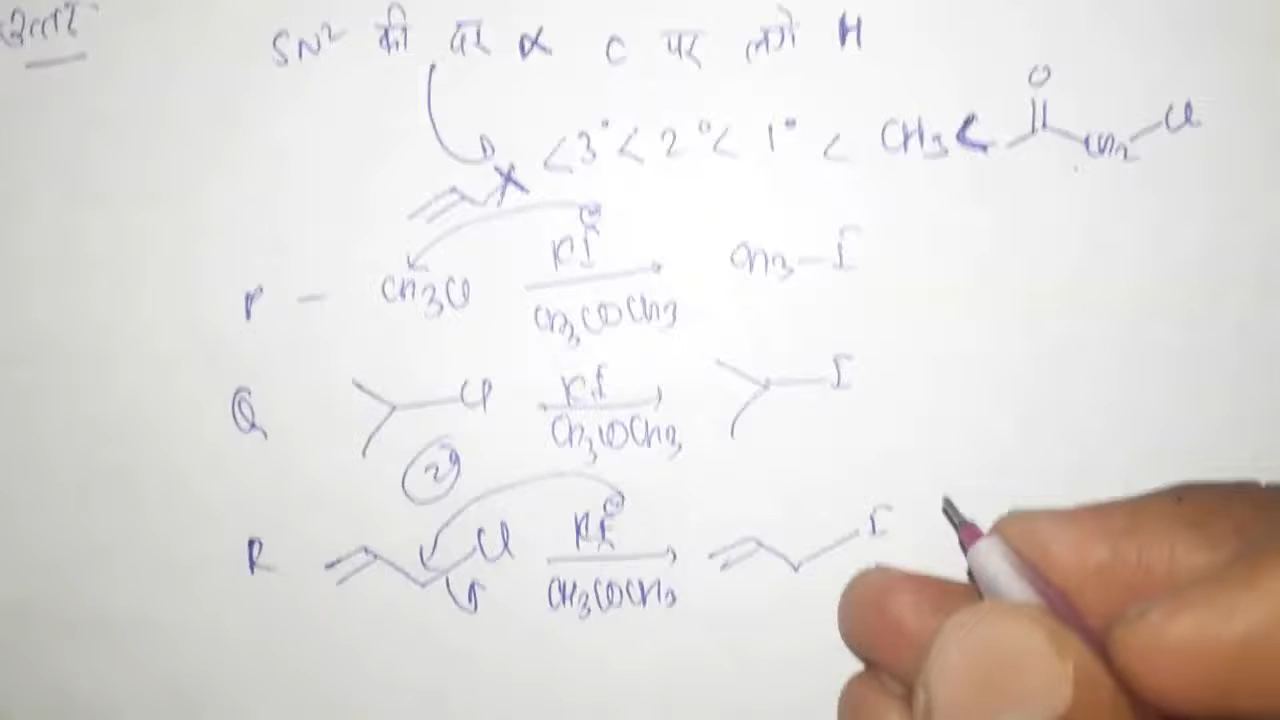 उत्तर
SN² की दर α C पर लगे H
X < 3° < 2° < 1° < CH₃ < O CH₂ Cl
P - CH₃Cl KI⊖ CH₃COCH₃ CH₃-I
Q Cl KI CH₃COCH₃ I
2°
R Cl KI⊖ CH₃COCH₃ I